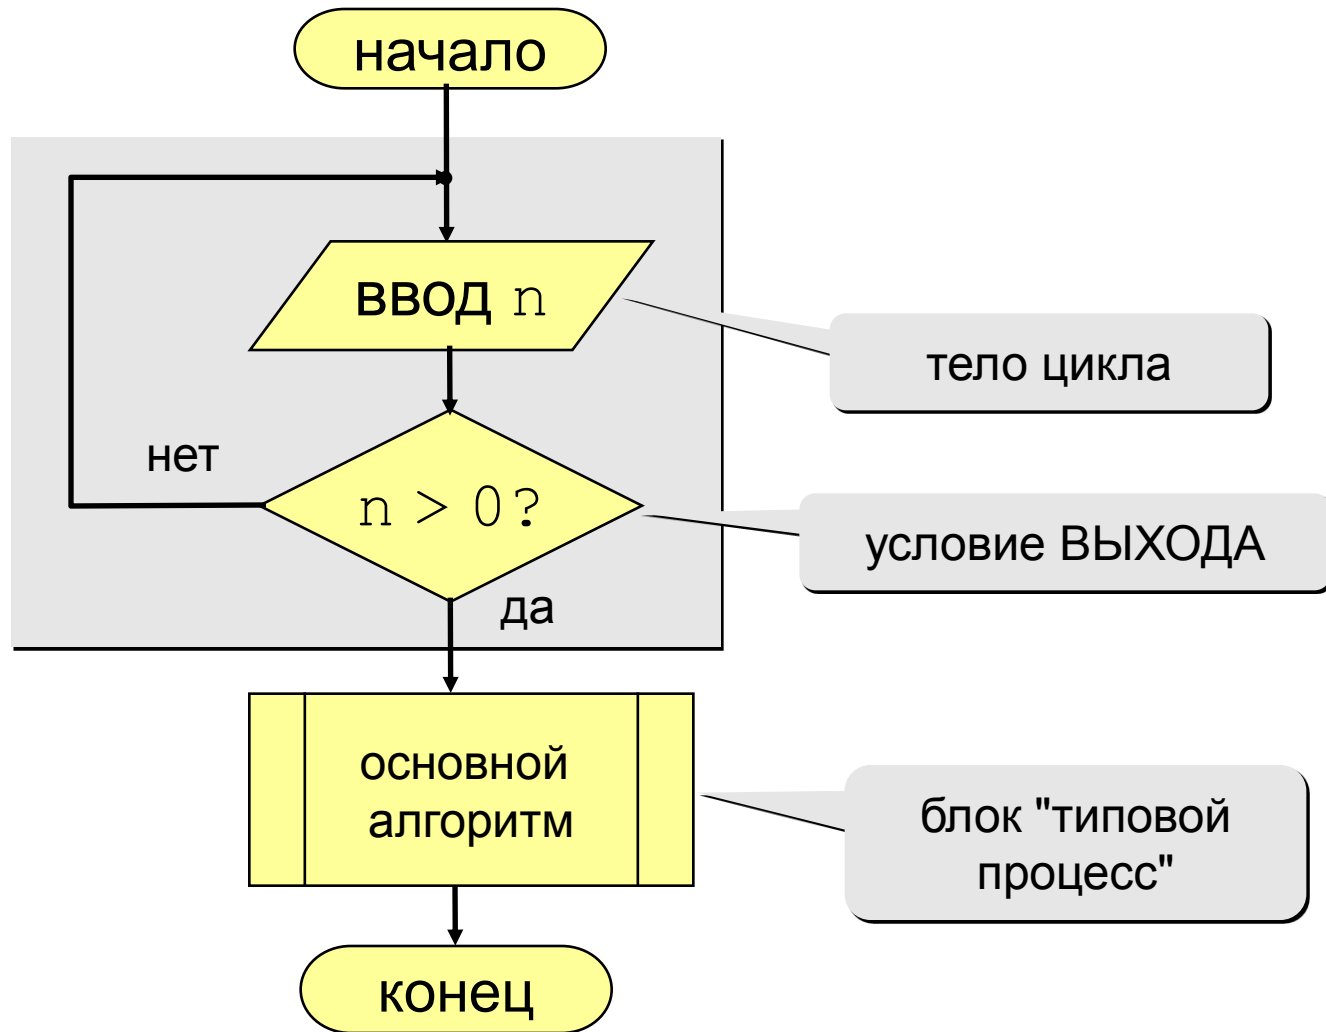 начало
ввод n
тело цикла
нет
n > 0?
условие ВЫХОДА
да
основной
алгоритм
блок "типовой
процесс"
конец